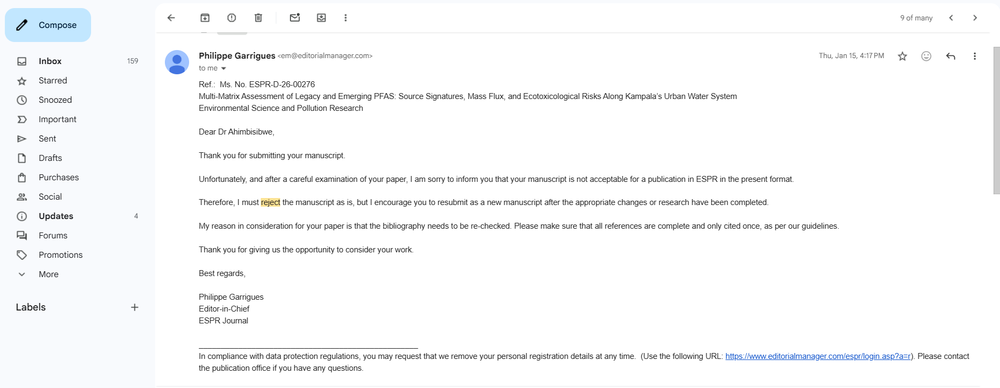 Compose
9 of many
Inbox 159
Starred
Snoozed
Important
Sent
Drafts
Purchases
Social
Updates 4
Forums
Promotions
More
Labels
Philippe Garrigues <em@editorialmanager.com>
Thu, Jan 15, 4:17 PM
to me
Ref.: Ms. No. ESPR-D-26-00276
Multi-Matrix Assessment of Legacy and Emerging PFAS: Source Signatures, Mass Flux, and Ecotoxicological Risks Along Kampala’s Urban Water System
Environmental Science and Pollution Research
Dear Dr Ahimbisibwe,
Thank you for submitting your manuscript.
Unfortunately, and after a careful examination of your paper, I am sorry to inform you that your manuscript is not acceptable for a publication in ESPR in the present format.
Therefore, I must reject the manuscript as is, but I encourage you to resubmit as a new manuscript after the appropriate changes or research have been completed.
My reason in consideration for your paper is that the bibliography needs to be re-checked. Please make sure that all references are complete and only cited once, as per our guidelines.
Thank you for giving us the opportunity to consider your work.
Best regards,
Philippe Garrigues
Editor-in-Chief
ESPR Journal
In compliance with data protection regulations, you may request that we remove your personal registration details at any time. (Use the following URL: https://www.editorialmanager.com/espr/login.asp?a=r). Please contact
the publication office if you have any questions.